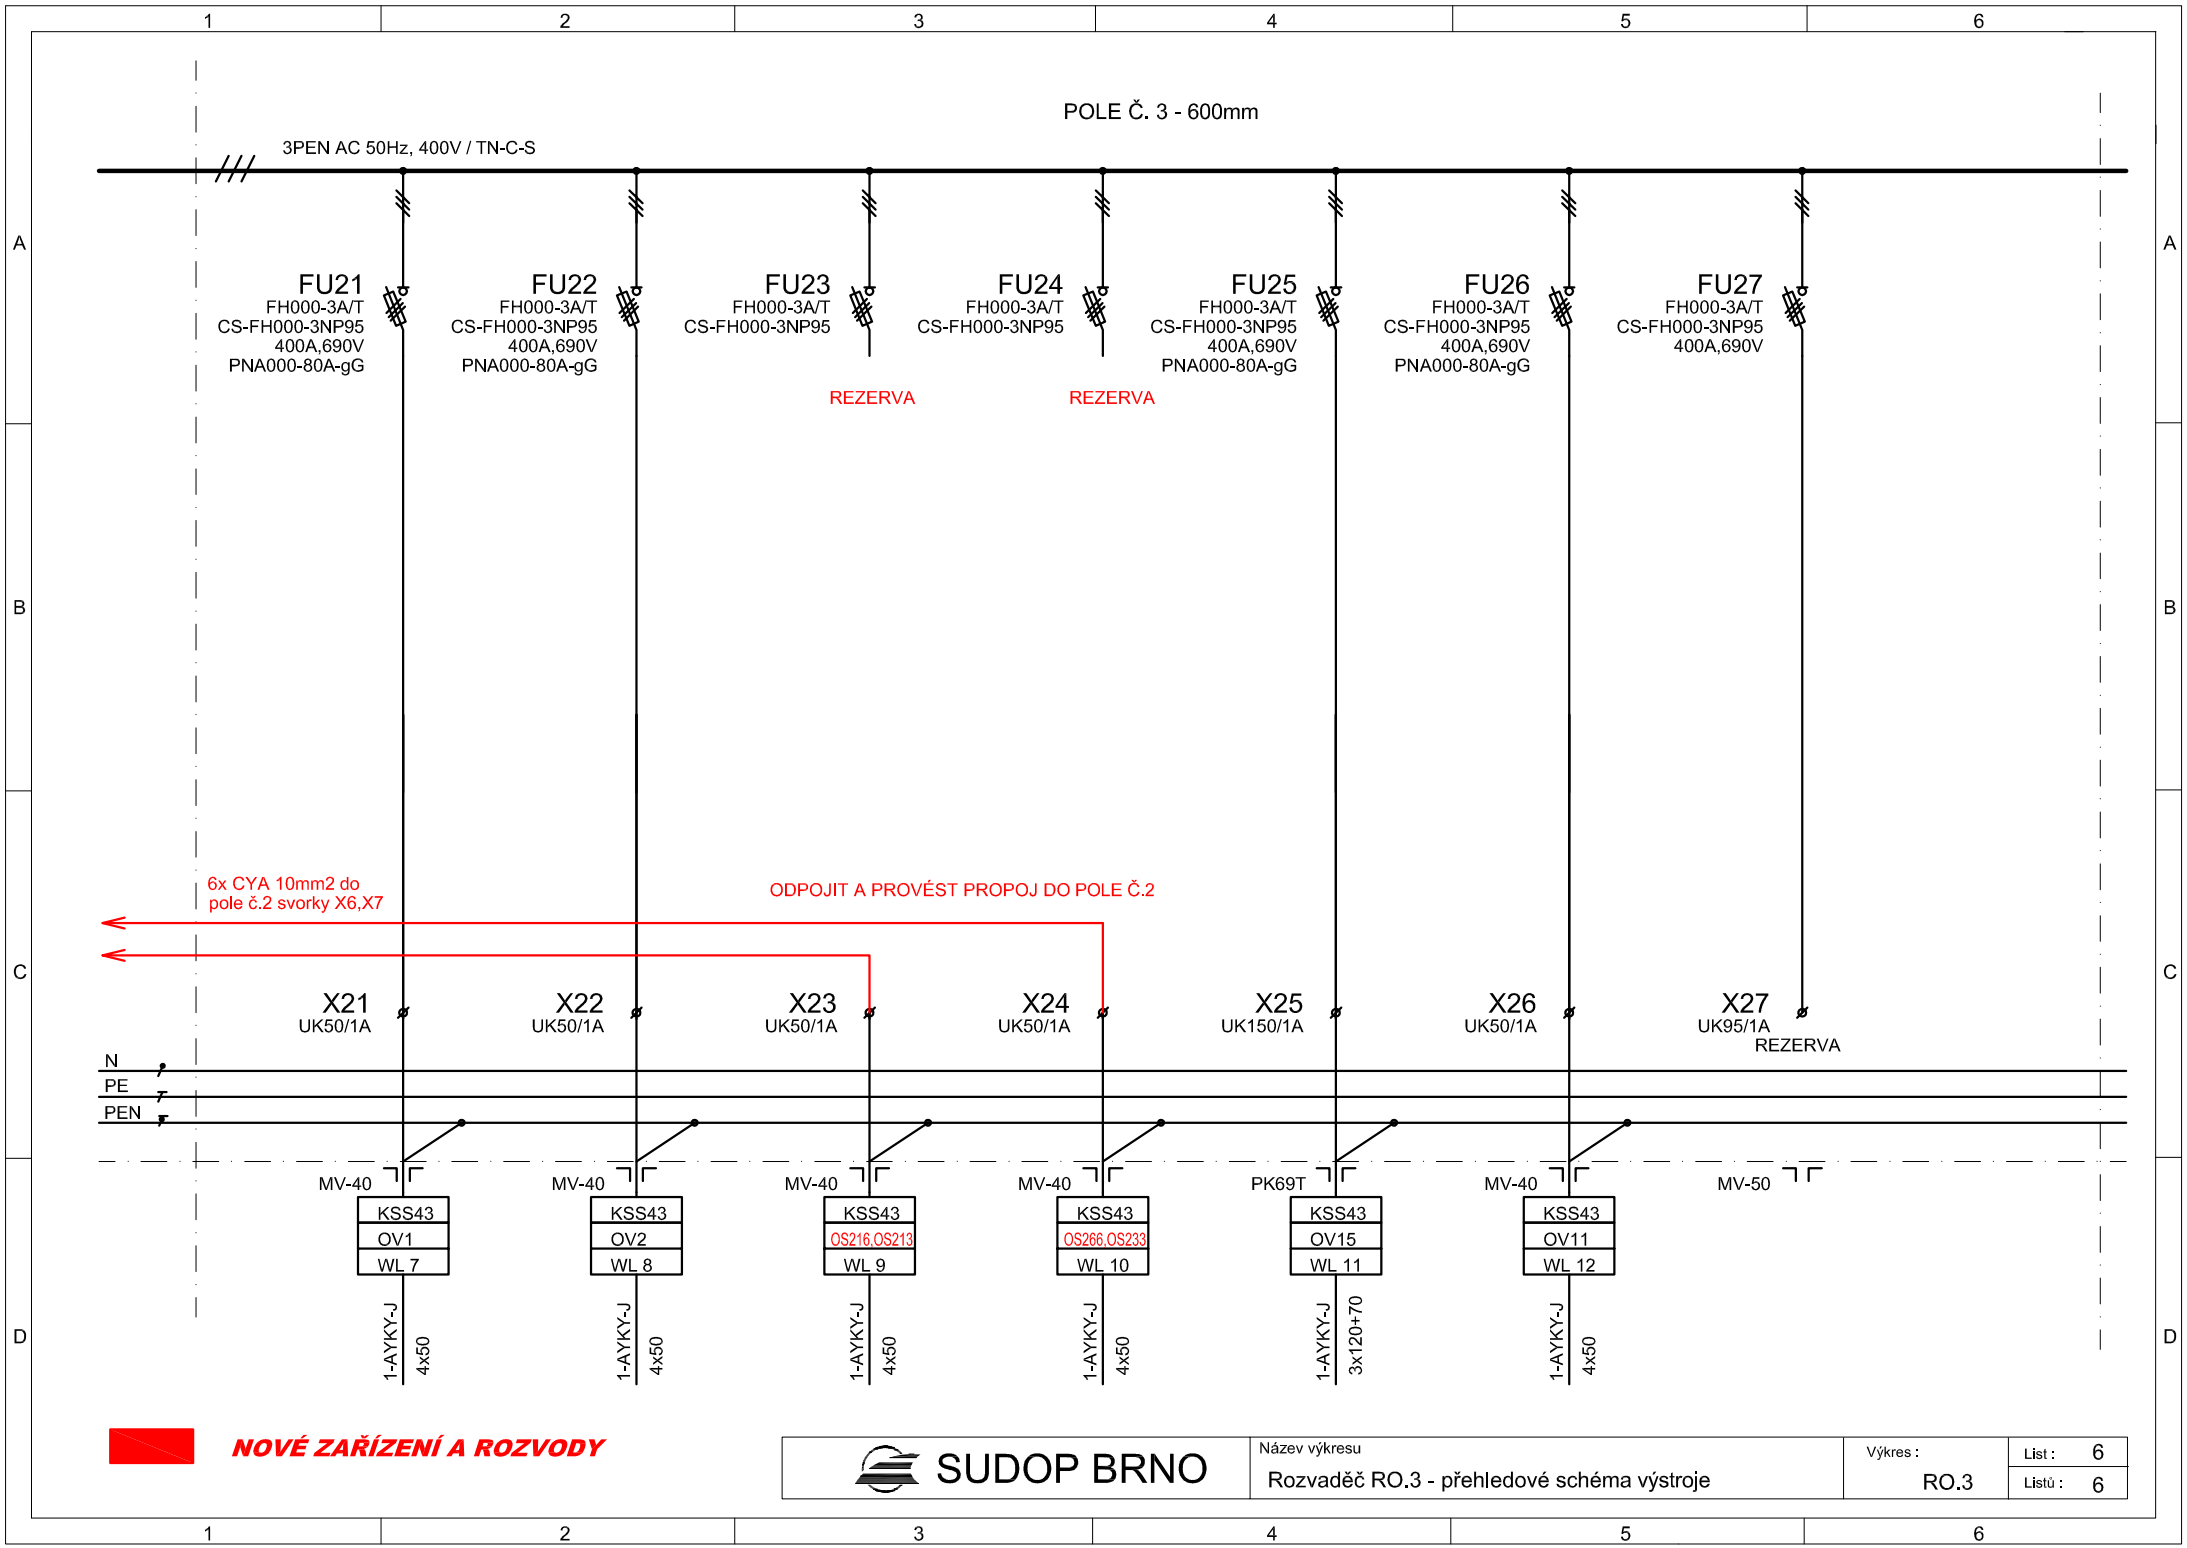 1 2 3 4 5 6
POLE Č. 3 - 600mm
3PEN AC 50Hz, 400V / TN-C-S
A A
FU21
FH000-3A/T
CS-FH000-3NP95
400A,690V
PNA000-80A-gG
FU22
FH000-3A/T
CS-FH000-3NP95
400A,690V
PNA000-80A-gG
FU23
FH000-3A/T
CS-FH000-3NP95
REZERVA
FU24
FH000-3A/T
CS-FH000-3NP95
REZERVA
FU25
FH000-3A/T
CS-FH000-3NP95
400A,690V
PNA000-80A-gG
FU26
FH000-3A/T
CS-FH000-3NP95
400A,690V
PNA000-80A-gG
FU27
FH000-3A/T
CS-FH000-3NP95
400A,690V
B B
6x CYA 10mm2 do
pole č.2 svorky X6,X7
ODPOJIT A PROVÉST PROPOJ DO POLE Č.2
C C
X21
UK50/1A
X22
UK50/1A
X23
UK50/1A
X24
UK50/1A
X25
UK150/1A
X26
UK50/1A
X27
UK95/1A
REZERVA
N
PE
PEN
MV-40
KSS43
OV1
WL 7
1-AYKY-J
4x50
MV-40
KSS43
OV2
WL 8
1-AYKY-J
4x50
MV-40
KSS43
OS216,OS213
WL 9
1-AYKY-J
4x50
MV-40
KSS43
OS266,OS233
WL 10
1-AYKY-J
4x50
PK69T
KSS43
OV15
WL 11
1-AYKY-J
3x120+70
MV-40
KSS43
OV11
WL 12
1-AYKY-J
4x50
MV-50
D D
NOVÉ ZAŘÍZENÍ A ROZVODY
SUDOP BRNO
Název výkresu
Rozvaděč RO.3 - přehledové schéma výstroje
Výkres :
RO.3
List : 6
Listů : 6
1 2 3 4 5 6